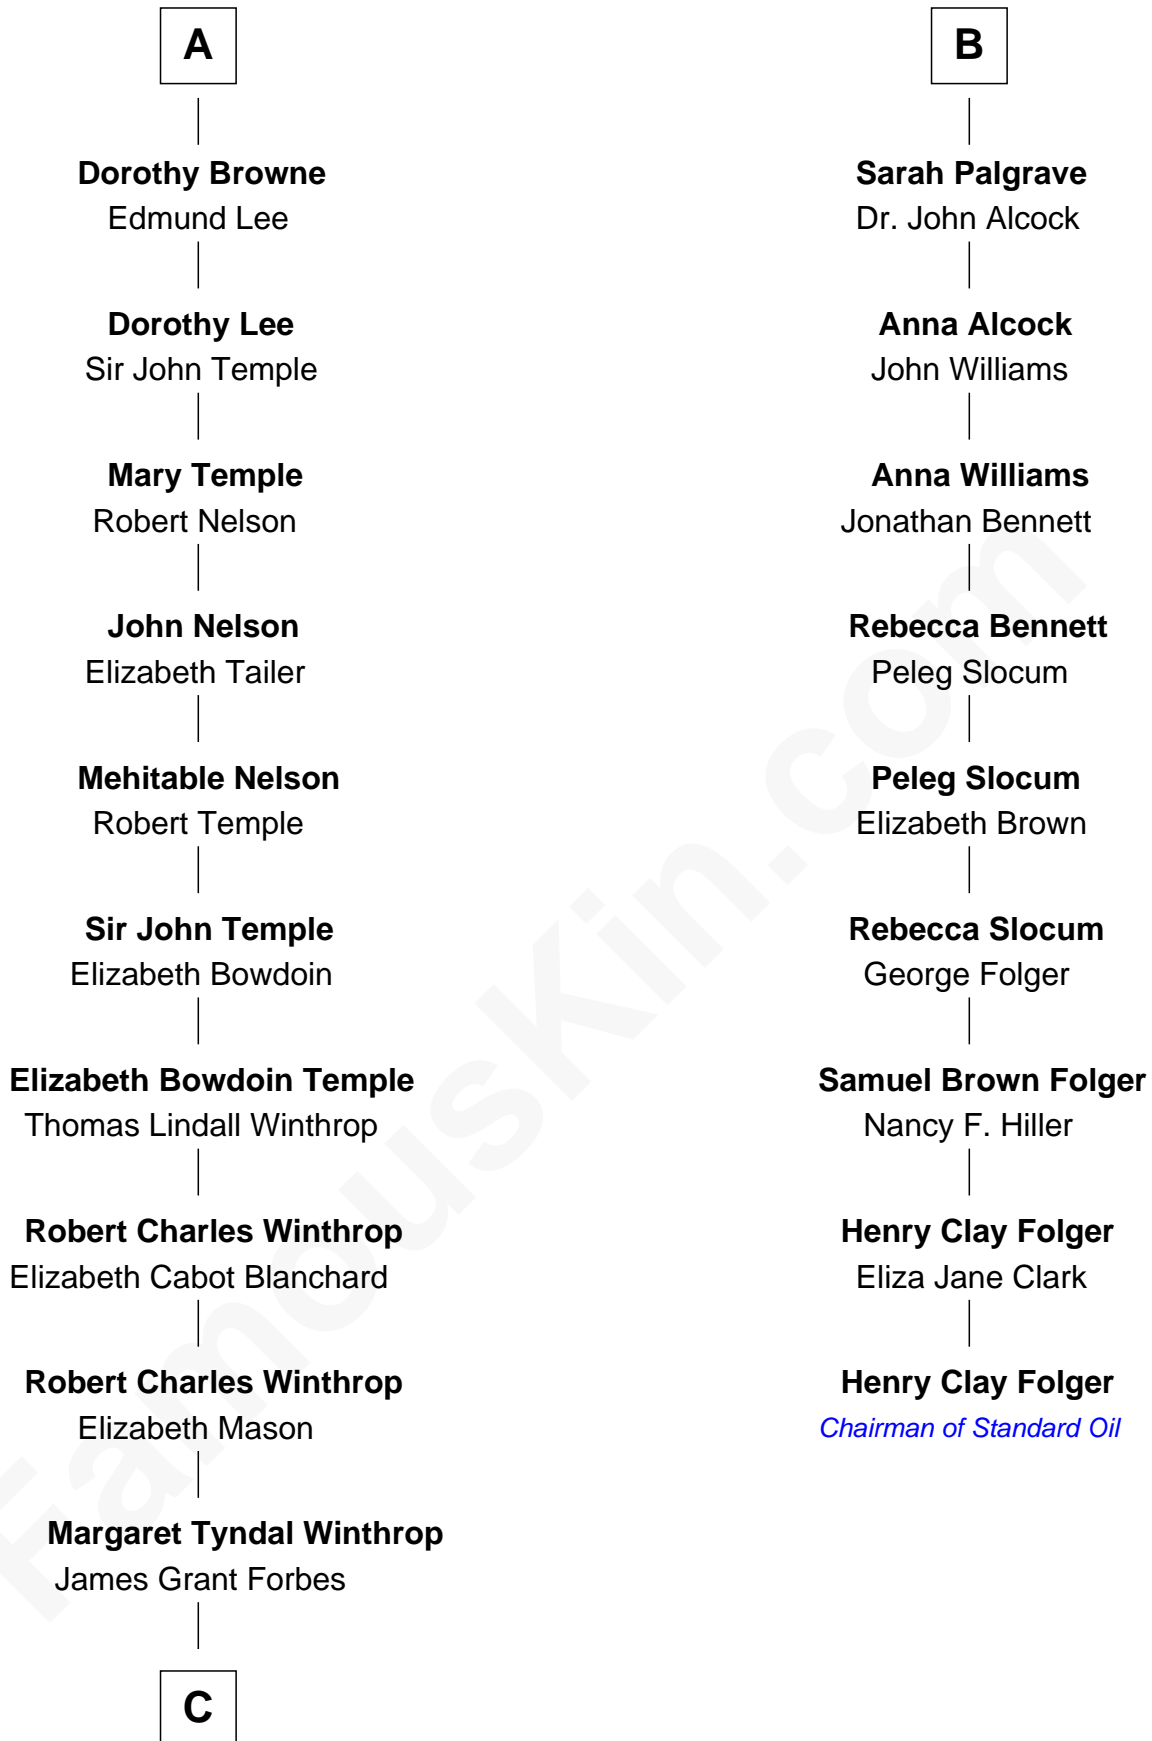 A
Dorothy Browne
Edmund Lee
Dorothy Lee
Sir John Temple
Mary Temple
Robert Nelson
John Nelson
Elizabeth Tailer
Mehitable Nelson
Robert Temple
Sir John Temple
Elizabeth Bowdoin
Elizabeth Bowdoin Temple
Thomas Lindall Winthrop
Robert Charles Winthrop
Elizabeth Cabot Blanchard
Robert Charles Winthrop
Elizabeth Mason
Margaret Tyndal Winthrop
James Grant Forbes
C
B
Sarah Palgrave
Dr. John Alcock
Anna Alcock
John Williams
Anna Williams
Jonathan Bennett
Rebecca Bennett
Peleg Slocum
Peleg Slocum
Elizabeth Brown
Rebecca Slocum
George Folger
Samuel Brown Folger
Nancy F. Hiller
Henry Clay Folger
Eliza Jane Clark
Henry Clay Folger
Chairman of Standard Oil
FamousKin.com